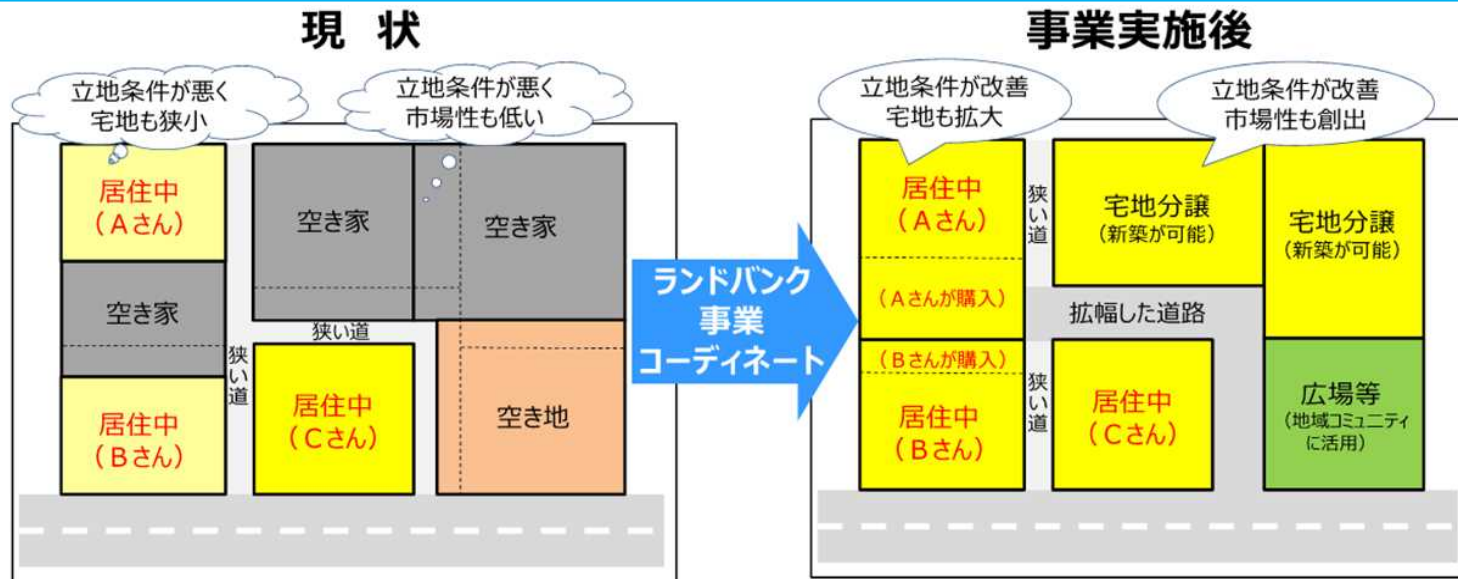 現 状
立地条件が悪く
宅地も狭小
立地条件が悪く
市場性も低い
居住中
（Aさん）
空き家
空き家
空き家
狭い道
狭い道
居住中
（Bさん）
居住中
（Cさん）
空き地
ランドバンク
事業
コーディネート
事業実施後
立地条件が改善
宅地も拡大
立地条件が改善
市場性も創出
居住中
（Aさん）
（Aさんが購入）
狭い道
宅地分譲
（新築が可能）
宅地分譲
（新築が可能）
拡幅した道路
（Bさんが購入）
居住中
（Bさん）
狭い道
居住中
（Cさん）
広場等
（地域コミュニティ
に活用）